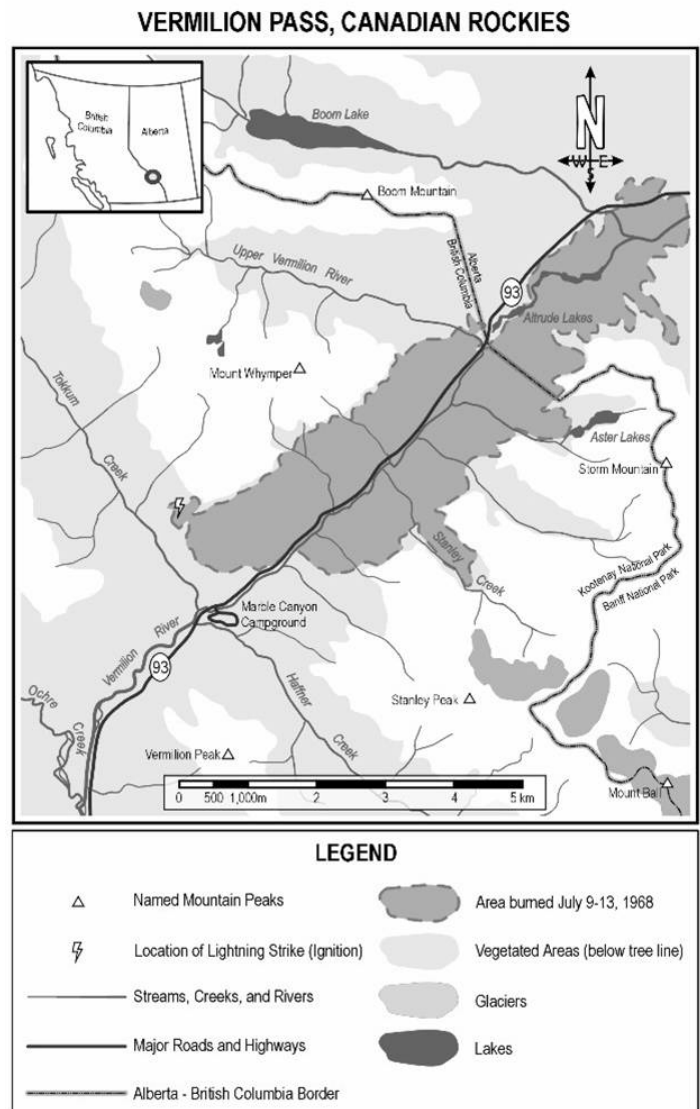 VERMILION PASS, CANADIAN ROCKIES
British
Columbia
Alberta
Boom Lake
N
W
E
S
Boom Mountain
Alberta
British Columbia
Upper Vermilion River
93
Altrude Lakes
Mount Whymper
Tokkum
Creek
Aster Lakes
Storm Mountain
Stanley
Creek
Kootenay National Park
Banff National Park
Marble Canyon
Campground
Vermilion River
93
Haffner
Creek
Ochre
Creek
Stanley Peak
Vermilion Peak
Mount Ball
0 500 1,000m 2 3 4 5 km
LEGEND
Named Mountain Peaks
Area burned July 9-13, 1968
Location of Lightning Strike (Ignition)
Vegetated Areas (below tree line)
Streams, Creeks, and Rivers
Glaciers
Major Roads and Highways
Lakes
Alberta - British Columbia Border